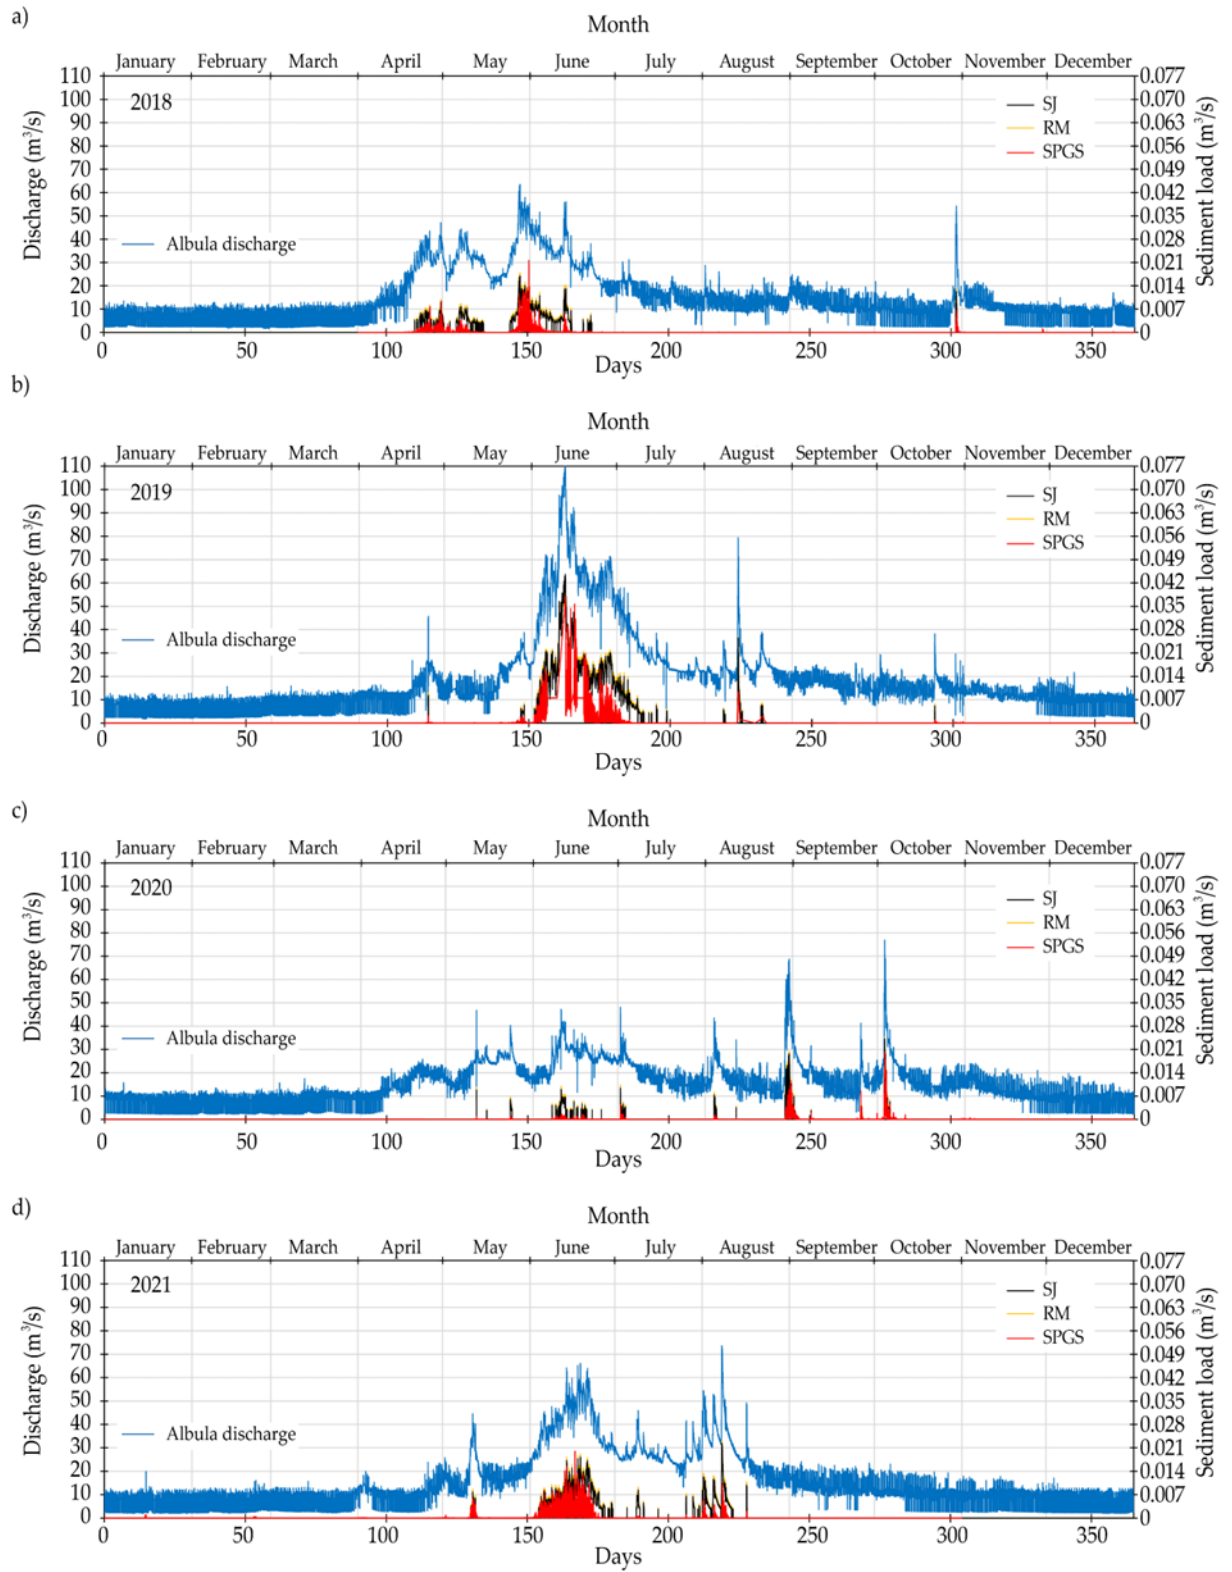 a)
Month
January February March April May June July August September October November December
110 100 90 80 70 60 50 40 30 20 10 0
Discharge (m³/s)
2018
Albula discharge
SJ
RM
SPGS
0.077 0.070 0.063 0.056 0.049 0.042 0.035 0.028 0.021 0.014 0.007 0
Sediment load (m³/s)
0 50 100 150 200 250 300 350
Days
b)
Month
January February March April May June July August September October November December
110 100 90 80 70 60 50 40 30 20 10 0
Discharge (m³/s)
2019
Albula discharge
SJ
RM
SPGS
0.077 0.070 0.063 0.056 0.049 0.042 0.035 0.028 0.021 0.014 0.007 0
Sediment load (m³/s)
0 50 100 150 200 250 300 350
Days
c)
Month
January February March April May June July August September October November December
110 100 90 80 70 60 50 40 30 20 10 0
Discharge (m³/s)
2020
Albula discharge
SJ
RM
SPGS
0.077 0.070 0.063 0.056 0.049 0.042 0.035 0.028 0.021 0.014 0.007 0
Sediment load (m³/s)
0 50 100 150 200 250 300 350
Days
d)
Month
January February March April May June July August September October November December
110 100 90 80 70 60 50 40 30 20 10 0
Discharge (m³/s)
2021
Albula discharge
SJ
RM
SPGS
0.077 0.070 0.063 0.056 0.049 0.042 0.035 0.028 0.021 0.014 0.007 0
Sediment load (m³/s)
0 50 100 150 200 250 300 350
Days